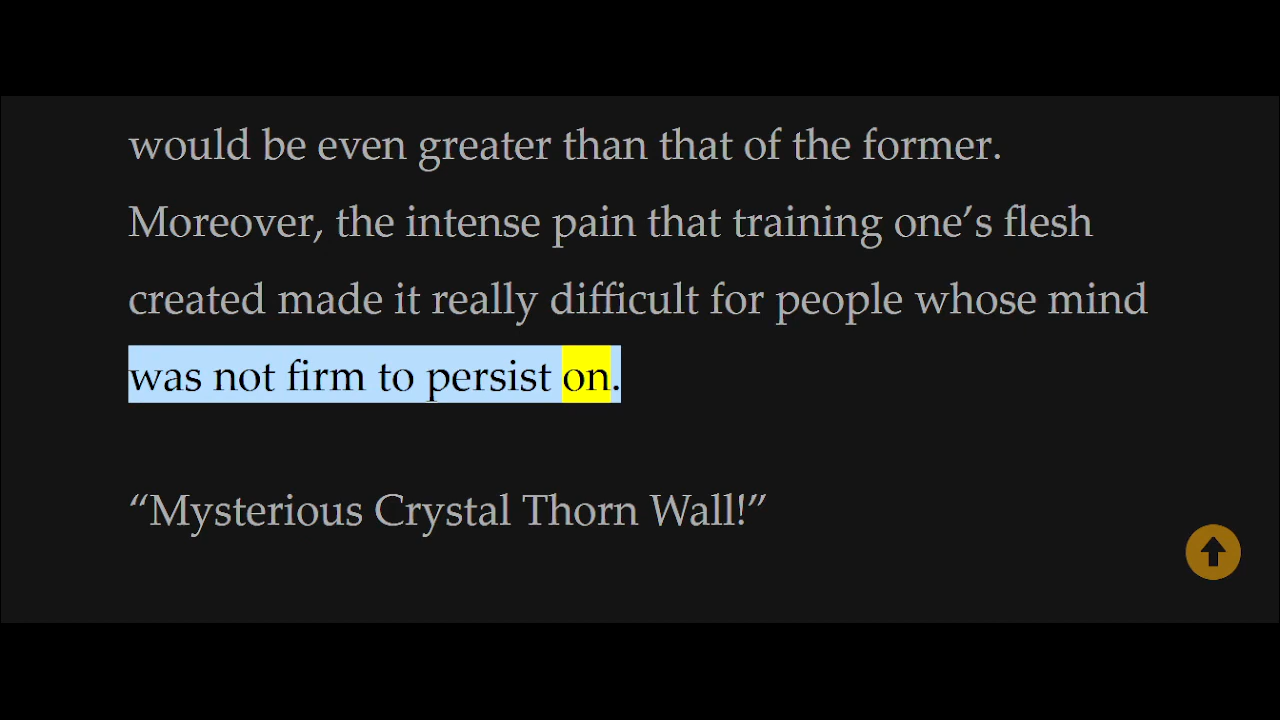 would be even greater than that of the former.
Moreover, the intense pain that training one’s flesh
created made it really difficult for people whose mind
was not firm to persist on.
“Mysterious Crystal Thorn Wall!”